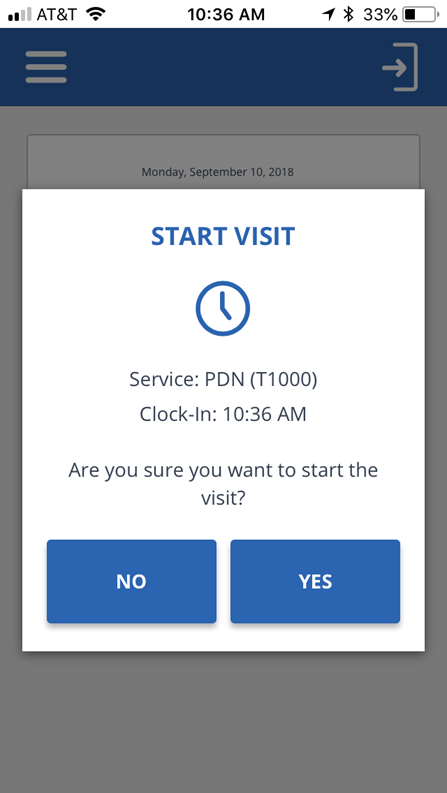 AT&T 10:36 AM 33%
Monday, September 10, 2018
START VISIT
Service: PDN (T1000)
Clock-In: 10:36 AM
Are you sure you want to start the
visit?
NO YES